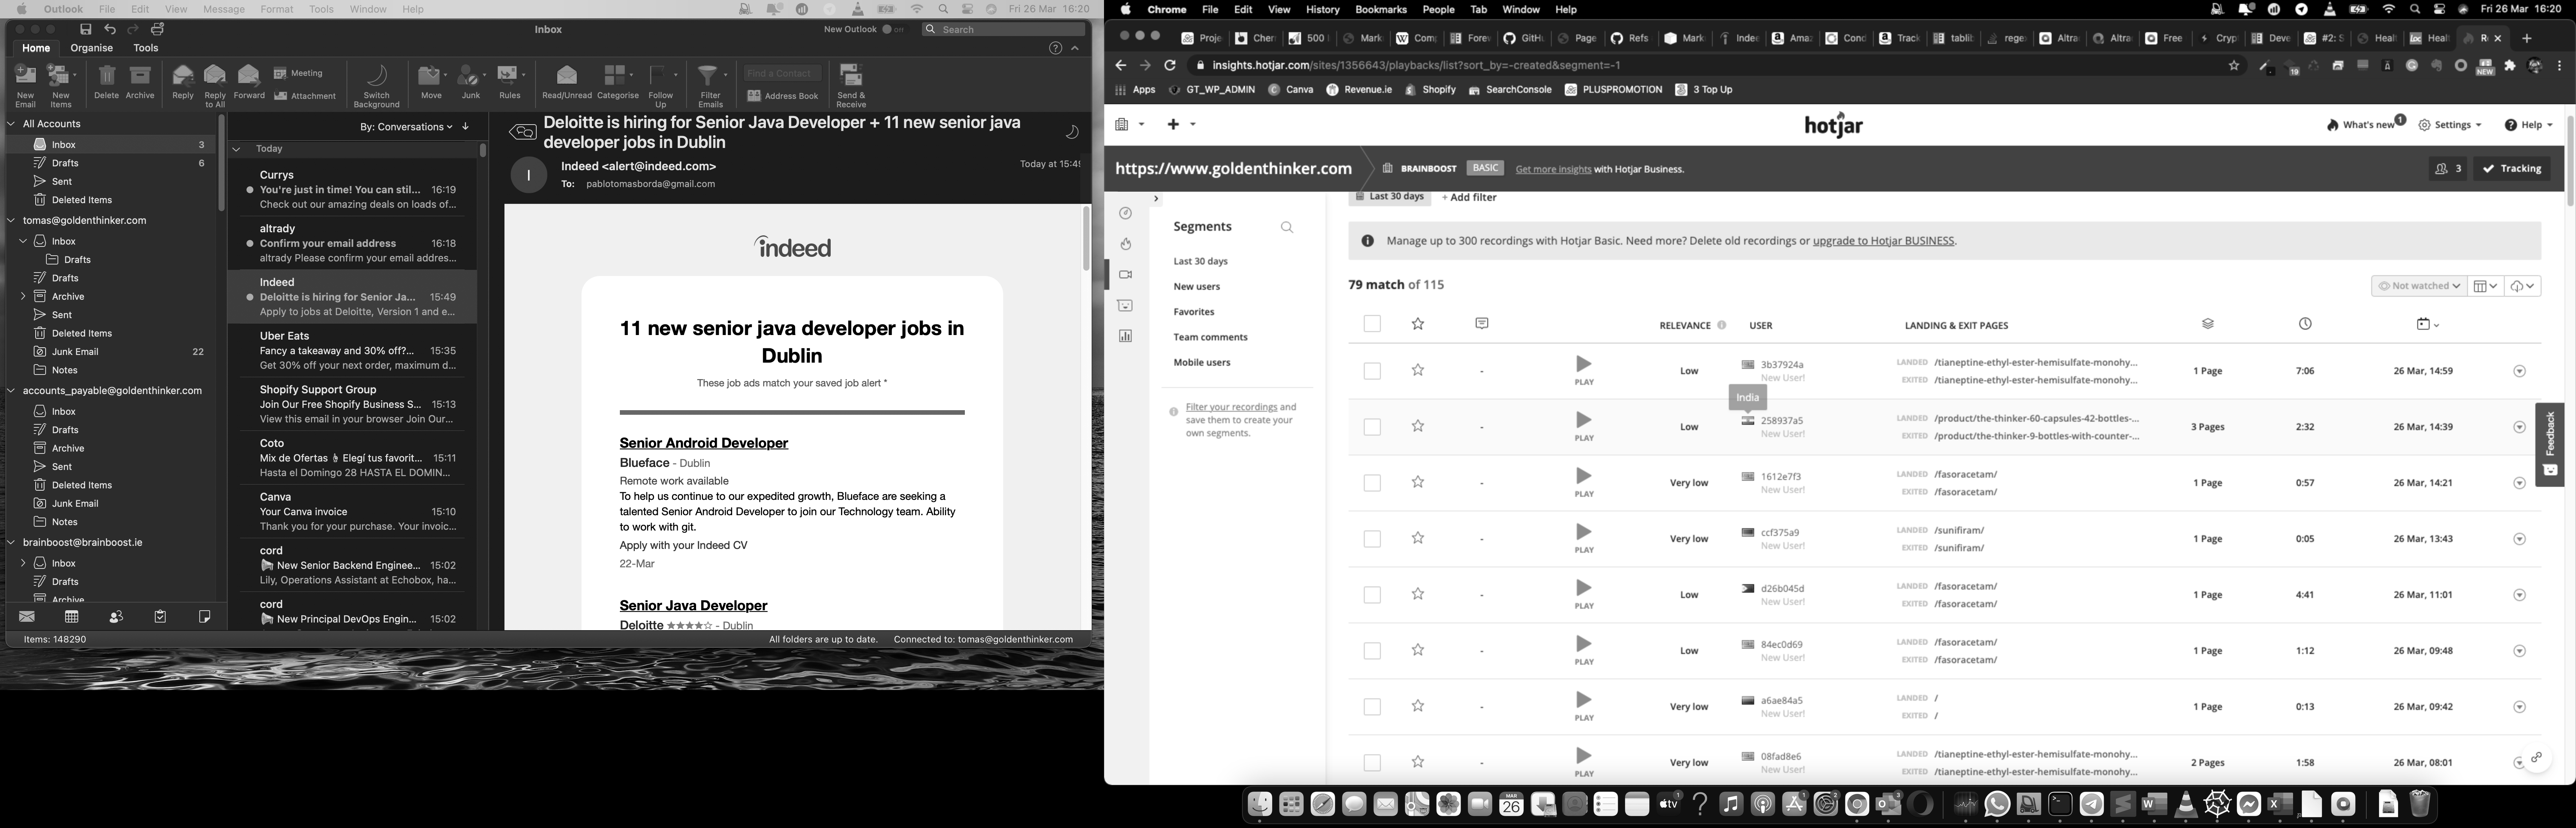 Outlook File Edit View Message Format Tools Window Help
Fri 26 Mar 16:20
Inbox
New Outlook
Search
Home Organise Tools
New Email
New Items
Delete
Archive
Reply
Reply to All
Forward
Meeting
Attachment
Switch Background
Move
Junk
Rules
Read/Unread
Categorise
Follow Up
Filter Emails
Find a Contact
Address Book
Send & Receive
All Accounts
Inbox 3
Drafts 6
Sent
Deleted Items
tomas@goldenthinker.com
Inbox
Drafts
Drafts
Archive
Sent
Deleted Items
Junk Email 22
Notes
accounts_payable@goldenthinker.com
Inbox
Drafts
Archive
Sent
Deleted Items
Junk Email
Notes
brainboost@brainboost.ie
Inbox
Drafts
Archive
Items: 148290
By: Conversations
Today
Currys
You're just in time! You can stil... 16:19
Check out our amazing deals on loads of...
altrady
Confirm your email address 16:18
altrady Please confirm your email addres...
Indeed
Deloitte is hiring for Senior Ja... 15:49
Apply to jobs at Deloitte, Version 1 and e...
Uber Eats
Fancy a takeaway and 30% off?... 15:35
Get 30% off your next order, maximum d...
Shopify Support Group
Join Our Free Shopify Business S... 15:13
View this email in your browser Join Our...
Coto
Mix de Ofertas Elegí tus favorit... 15:11
Hasta el Domingo 28 HASTA EL DOMIN...
Canva
Your Canva invoice 15:10
Thank you for your purchase. Your invoic...
cord
New Senior Backend Enginee... 15:02
Lily, Operations Assistant at Echobox, ha...
cord
New Principal DevOps Engin... 15:02
Deloitte is hiring for Senior Java Developer + 11 new senior java
developer jobs in Dublin
I
Indeed <alert@indeed.com>
Today at 15:49
To: pablotomasborda@gmail.com
indeed
11 new senior java developer jobs in
Dublin
These job ads match your saved job alert *
Senior Android Developer
Blueface - Dublin
Remote work available
To help us continue to our expedited growth, Blueface are seeking a
talented Senior Android Developer to join our Technology team. Ability
to work with git.
Apply with your Indeed CV
22-Mar
Senior Java Developer
Deloitte ★★★★☆ - Dublin
All folders are up to date. Connected to: tomas@goldenthinker.com
Chrome File Edit View History Bookmarks People Tab Window Help
Fri 26 Mar 16:20
insights.hotjar.com/sites/1356643/playbacks/list?sort_by=-created&segment=-1
Apps GT_WP_ADMIN Canva Revenue.ie Shopify SearchConsole PLUSPROMOTION 3 Top Up
hotjar
What's new 1 Settings Help
https://www.goldenthinker.com BRAINBOOST BASIC Get more insights with Hotjar Business.
3 Tracking
Segments
Last 30 days
New users
Favorites
Team comments
Mobile users
Filter your recordings and
save them to create your
own segments.
Last 30 days + Add filter
Manage up to 300 recordings with Hotjar Basic. Need more? Delete old recordings or upgrade to Hotjar BUSINESS.
79 match of 115
Not watched
RELEVANCE USER LANDING & EXIT PAGES
PLAY Low 3b37924a New User! LANDED /tianeptine-ethyl-ester-hemisulfate-monohy... EXITED /tianeptine-ethyl-ester-hemisulfate-monohy... 1 Page 7:06 26 Mar, 14:59
India
PLAY Low 258937a5 New User! LANDED /product/the-thinker-60-capsules-42-bottles-... EXITED /product/the-thinker-9-bottles-with-counter-... 3 Pages 2:32 26 Mar, 14:39
PLAY Very low 1612e7f3 New User! LANDED /fasoracetam/ EXITED /fasoracetam/ 1 Page 0:57 26 Mar, 14:21
PLAY Very low ccf375a9 New User! LANDED /sunifiram/ EXITED /sunifiram/ 1 Page 0:05 26 Mar, 13:43
PLAY Low d26b045d New User! LANDED /fasoracetam/ EXITED /fasoracetam/ 1 Page 4:41 26 Mar, 11:01
PLAY Low 84ec0d69 New User! LANDED /fasoracetam/ EXITED /fasoracetam/ 1 Page 1:12 26 Mar, 09:48
PLAY Very low a6ae84a5 New User! LANDED / EXITED / 1 Page 0:13 26 Mar, 09:42
PLAY Very low 08fad8e6 New User! LANDED /tianeptine-ethyl-ester-hemisulfate-monohy... EXITED /tianeptine-ethyl-ester-hemisulfate-monohy... 2 Pages 1:58 26 Mar, 08:01
Feedback
MAR 26
tv